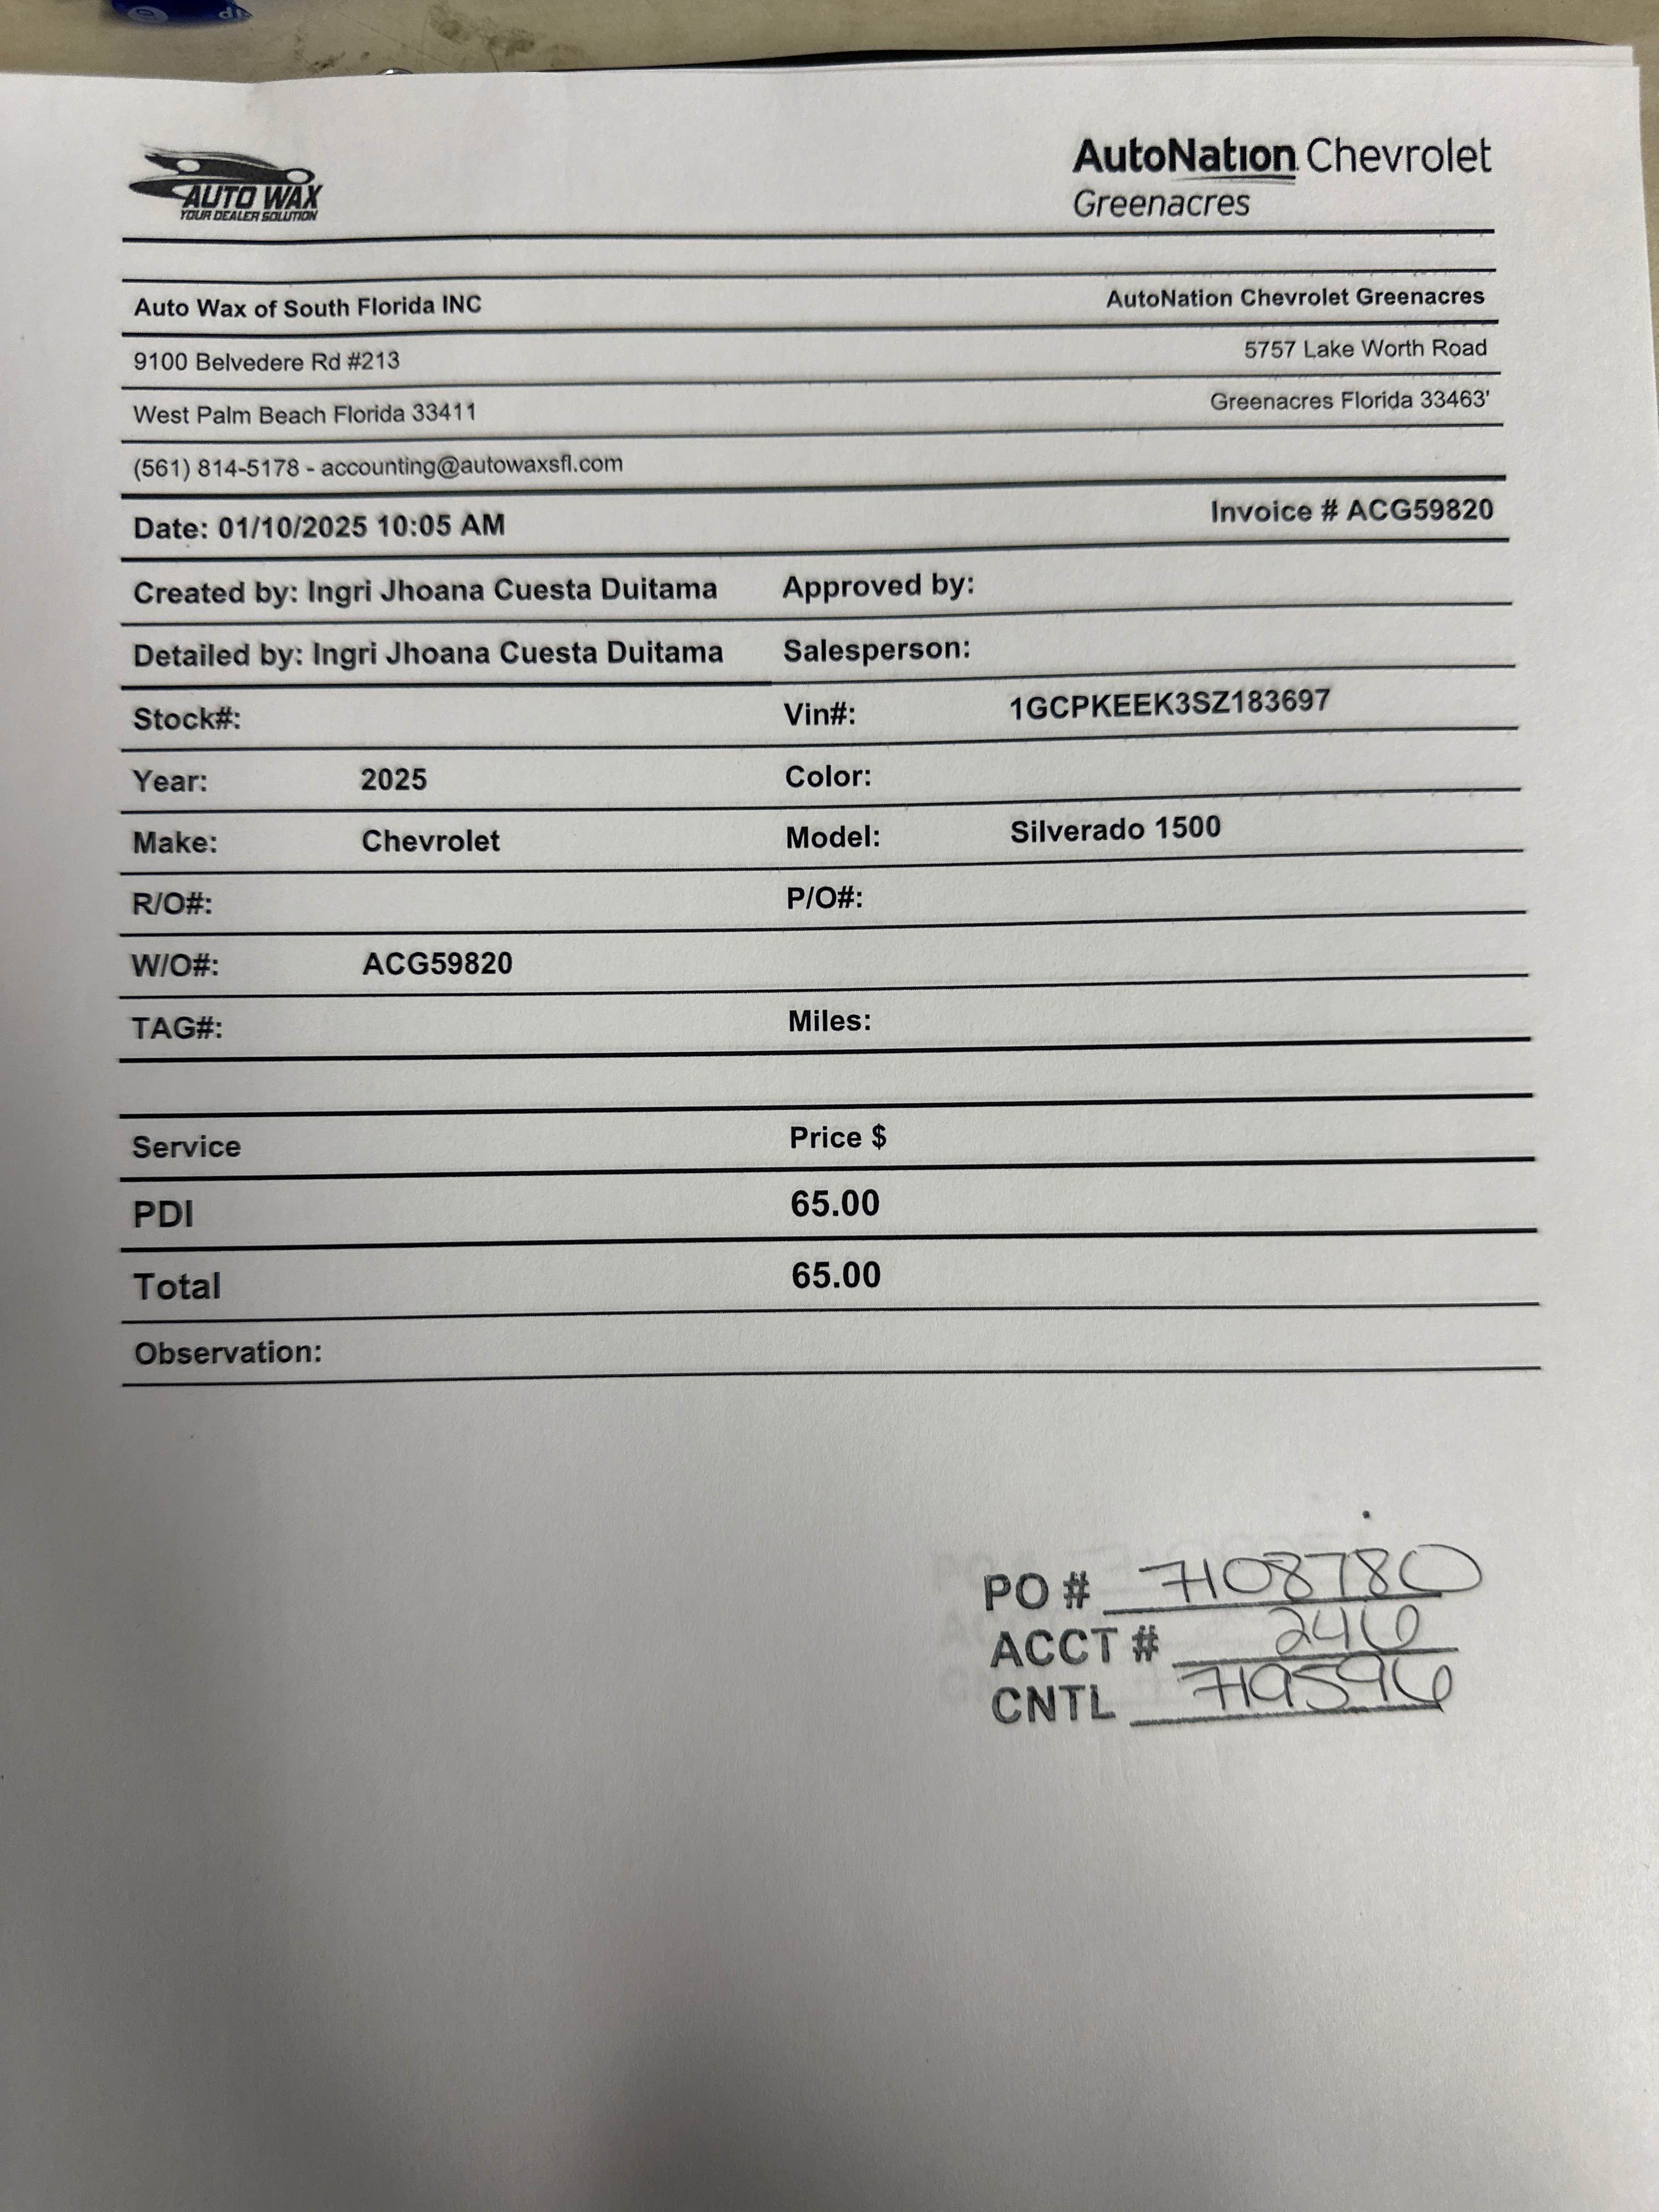 AUTO WAX
YOUR DEALER SOLUTION
AutoNation Chevrolet
Greenacres
Auto Wax of South Florida INC
AutoNation Chevrolet Greenacres
9100 Belvedere Rd #213
5757 Lake Worth Road
West Palm Beach Florida 33411
Greenacres Florida 33463'
(561) 814-5178 - accounting@autowaxsfl.com
Date: 01/10/2025 10:05 AM
Invoice # ACG59820
Created by: Ingri Jhoana Cuesta Duitama Approved by:
Detailed by: Ingri Jhoana Cuesta Duitama Salesperson:
Stock#: Vin#: 1GCPKEEK3SZ183697
Year: 2025 Color:
Make: Chevrolet Model: Silverado 1500
R/O#: P/O#:
W/O#: ACG59820
TAG#: Miles:
Service Price $
PDI 65.00
Total 65.00
Observation:
PO # 7108780
ACCT # 246
CNTL 719596